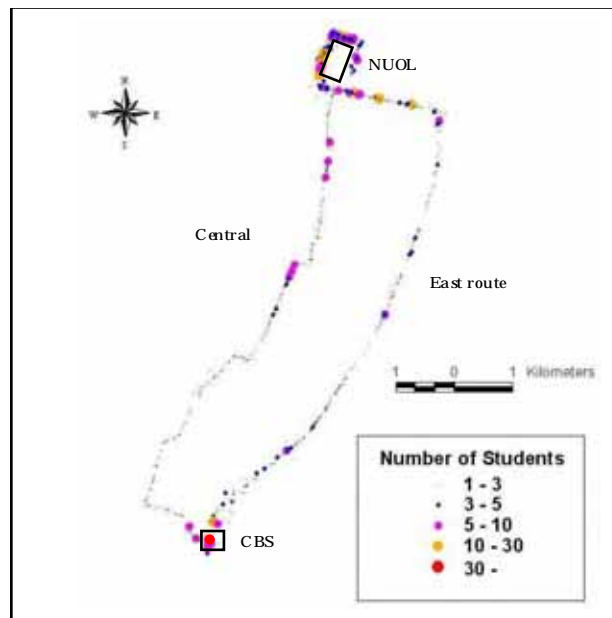 NUOL
N
W E
S
Central
East route
1 0 1 Kilometers
Number of Students
1 - 3
3 - 5
5 - 10
10 - 30
30 -
CBS